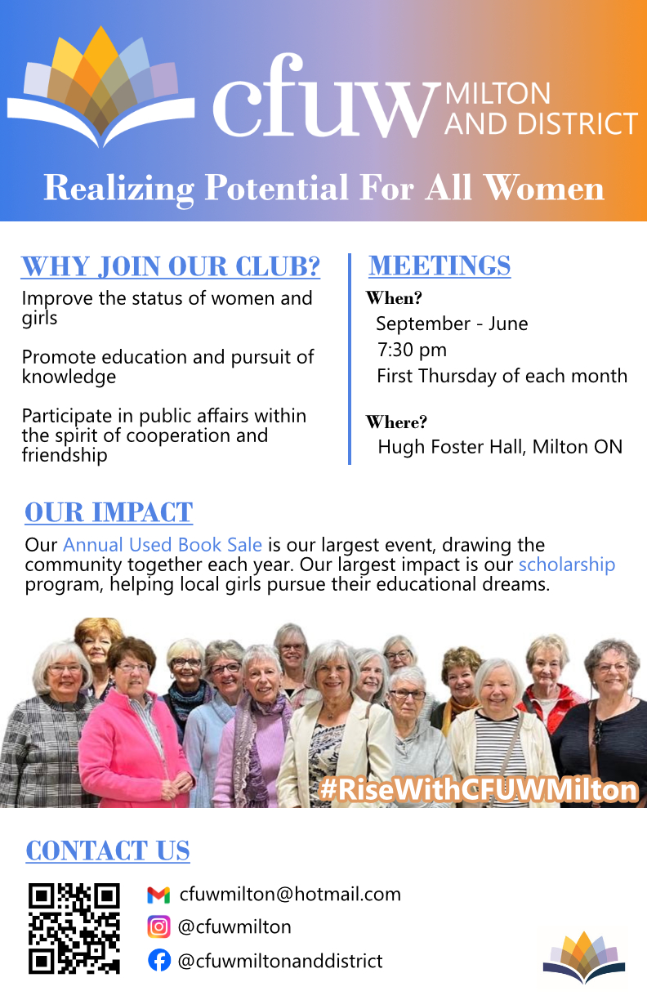 cfuw MILTON
AND DISTRICT
Realizing Potential For All Women
WHY JOIN OUR CLUB?
Improve the status of women and
girls
Promote education and pursuit of
knowledge
Participate in public affairs within
the spirit of cooperation and
friendship
MEETINGS
When?
September - June
7:30 pm
First Thursday of each month
Where?
Hugh Foster Hall, Milton ON
OUR IMPACT
Our Annual Used Book Sale is our largest event, drawing the
community together each year. Our largest impact is our scholarship
program, helping local girls pursue their educational dreams.
#RiseWithCFUWMilton
CONTACT US
cfuwmilton@hotmail.com
@cfuwmilton
@cfuwmiltonanddistrict